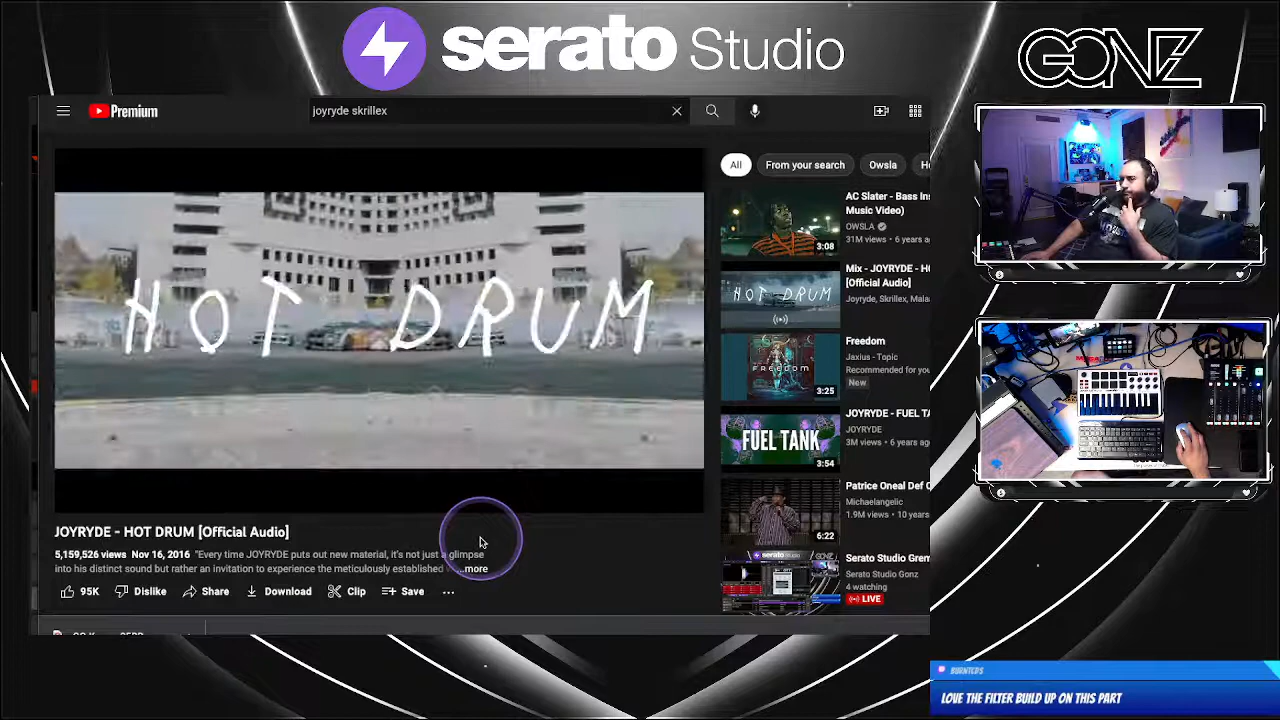 serato Studio
GONZ
Premium
joyryde skrillex
All
From your search
Owsla
HOT DRUM
AC Slater - Bass Ins
Music Video)
OWSLA
31M views • 6 years a
3:08
Mix - JOYRYDE - HO
[Official Audio]
Joyryde, Skrillex, Mala
HOT DRUM
Freedom
Jaxius - Topic
Recommended for you
New
FREEDOM
3:25
JOYRYDE - FUEL TA
JOYRYDE
3M views • 6 years ag
FUEL TANK
3:54
Patrice Oneal Def C
Michaelangelic
1.9M views • 10 years
6:22
Serato Studio Grem
Serato Studio Gonz
4 watching
LIVE
JOYRYDE - HOT DRUM [Official Audio]
5,159,526 views Nov 16, 2016 "Every time JOYRYDE puts out new material, it's not just a glimpse
into his distinct sound but rather an invitation to experience the meticulously established ...more
95K
Dislike
Share
Download
Clip
Save
BURNTCDS
LOVE THE FILTER BUILD UP ON THIS PART